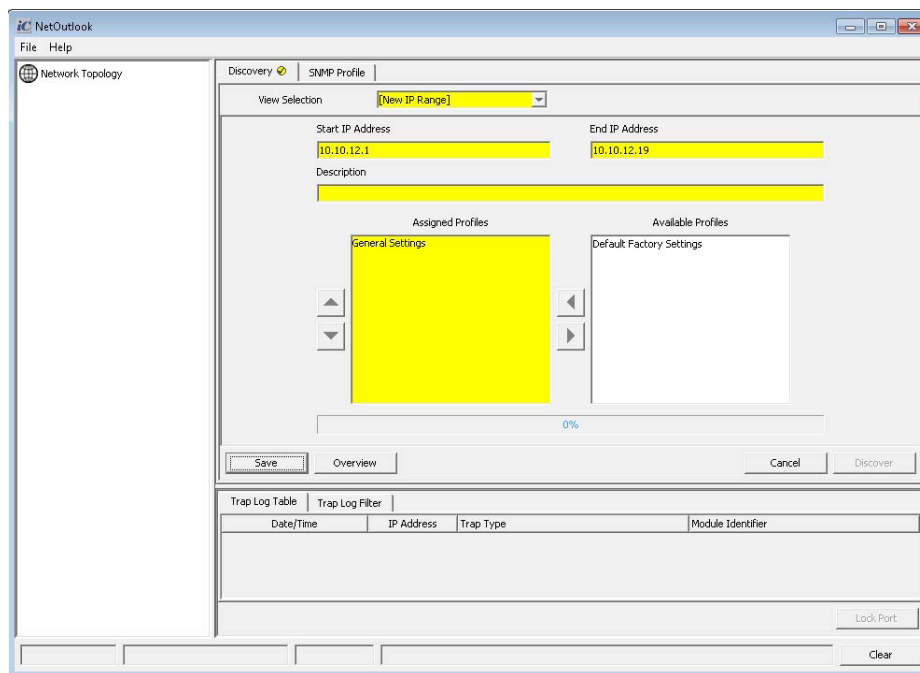 iC NetOutlook
File Help
Network Topology
Discovery SNMP Profile
View Selection [New IP Range]
Start IP Address End IP Address
10.10.12.1 10.10.12.19
Description
Assigned Profiles Available Profiles
General Settings Default Factory Settings
0%
Save Overview Cancel Discover
Trap Log Table Trap Log Filter
Date/Time IP Address Trap Type Module Identifier
Lock Port
Clear